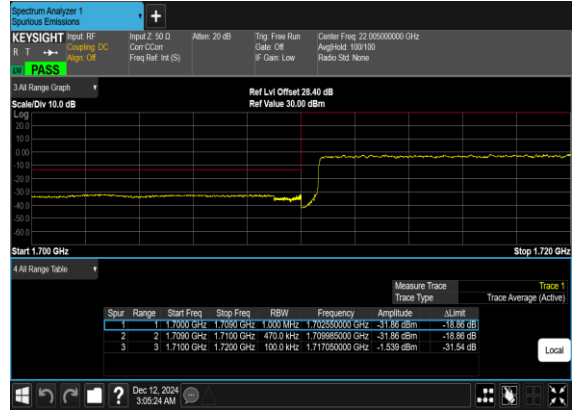 Spectrum Analyzer 1
Spurious Emissions
+
KEYSIGHT Input: RF Input Z: 50 Ω Atten: 20 dB Trig: Free Run Center Freq: 22.005000000 GHz
R T Coupling: DC Corr CCorr Gate: Off Avg|Hold: 100/100
Align: Off Freq Ref: Int (S) IF Gain: Low Radio Std: None
LW PASS
3 All Range Graph
Ref Lvl Offset 28.40 dB
Scale/Div 10.0 dB Ref Value 30.00 dBm
Log
20.0
10.0
0.00
-10.0
-20.0
-30.0
-40.0
-50.0
-60.0
Start 1.700 GHz Stop 1.720 GHz
4 All Range Table
Measure Trace Trace 1
Trace Type Trace Average (Active)
Spur Range Start Freq Stop Freq RBW Frequency Amplitude ΔLimit
1 1 1.7000 GHz 1.7090 GHz 1.000 MHz 1.702550000 GHz -31.86 dBm -18.86 dB
2 2 1.7090 GHz 1.7100 GHz 470.0 kHz 1.709985000 GHz -31.86 dBm -18.86 dB
3 3 1.7100 GHz 1.7200 GHz 100.0 kHz 1.717050000 GHz -1.539 dBm -31.54 dB
Local
? Dec 12, 2024
3:05:24 AM